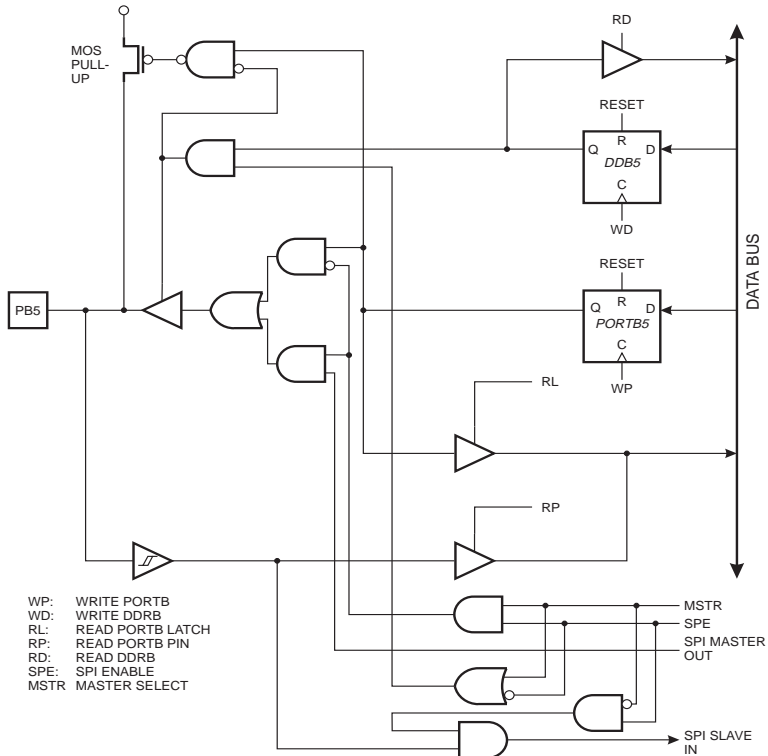 RD
MOS
PULL-
UP
RESET
R
Q
D
DDB5
C
WD
RESET
R
Q
D
PORTB5
C
WP
DATA BUS
PB5
RL
RP
WP: WRITE PORTB
WD: WRITE DDRB
RL: READ PORTB LATCH
RP: READ PORTB PIN
RD: READ DDRB
SPE: SPI ENABLE
MSTR MASTER SELECT
MSTR
SPE
SPI MASTER
OUT
SPI SLAVE
IN